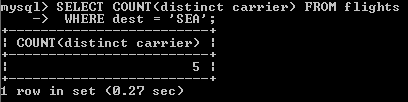 mysql> SELECT COUNT(distinct carrier) FROM flights
    -> WHERE dest = 'SEA';
+-------------------------+
| COUNT(distinct carrier) |
+-------------------------+
|                       5 |
+-------------------------+
1 row in set (0.27 sec)